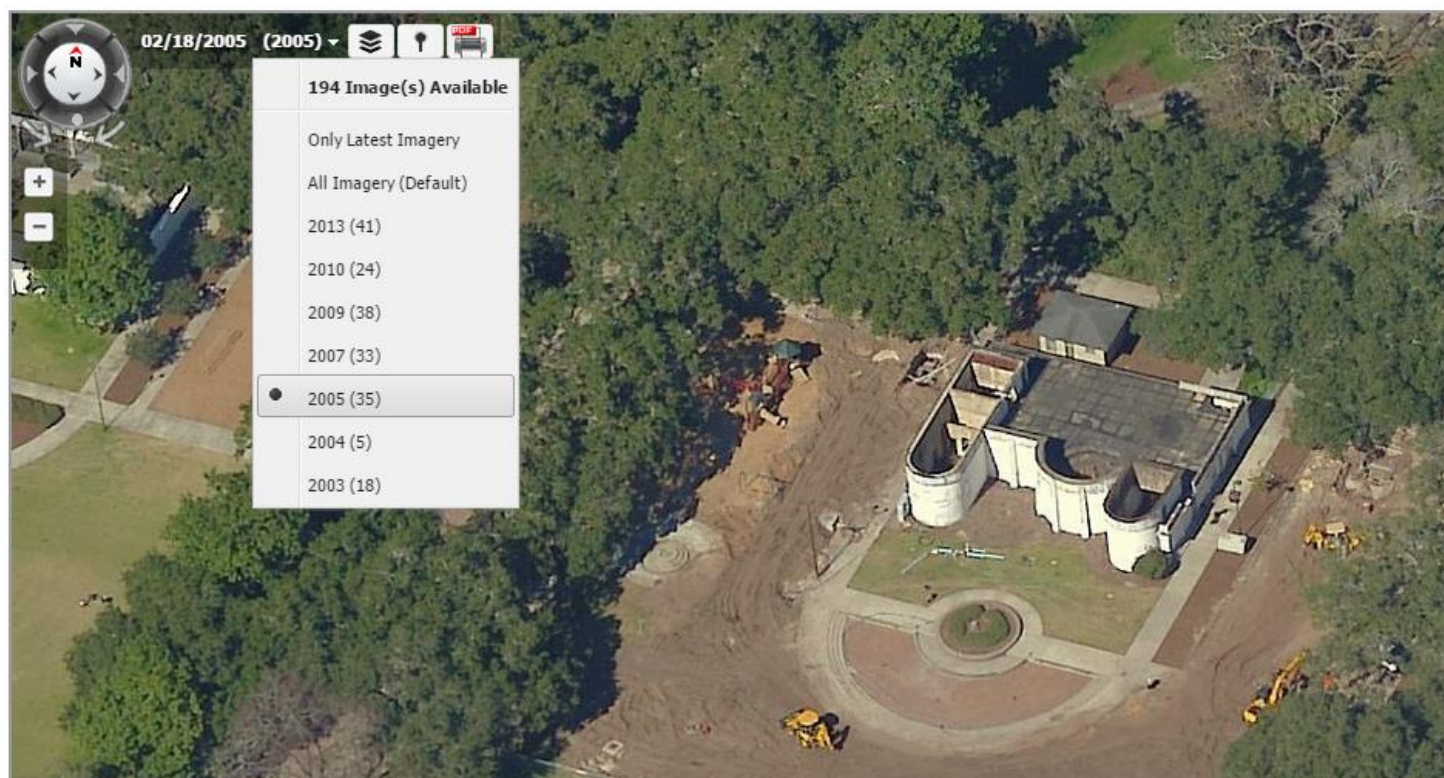 02/18/2005 (2005)
PDF
N
194 Image(s) Available
Only Latest Imagery
All Imagery (Default)
2013 (41)
2010 (24)
2009 (38)
2007 (33)
2005 (35)
2004 (5)
2003 (18)